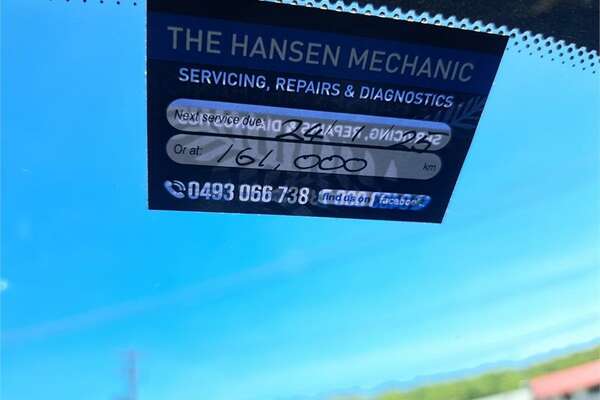 THE HANSEN MECHANIC
SERVICING, REPAIRS & DIAGNOSTICS
Next service due: 24 / 1 / 25
Or at: 161,000 km
0493 066 738 find us on facebook